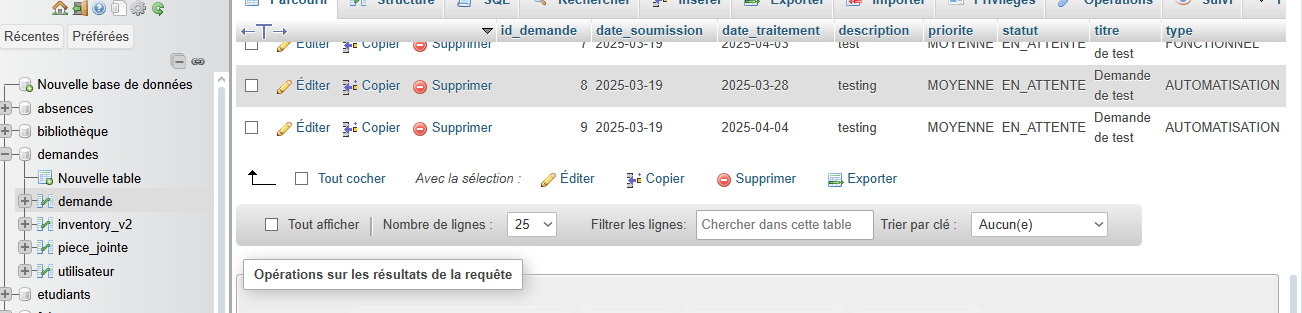 Parcourir Structure SQL Rechercher Insérer Exporter Importer Privilèges Opérations Suivi
Récentes Préférées
id_demande date_soumission date_traitement description priorite statut titre type
Éditer Copier Supprimer 7 2025-03-19 2025-04-03 test MOYENNE EN_ATTENTE de test FONCTIONNEL
Éditer Copier Supprimer 8 2025-03-19 2025-03-28 testing MOYENNE EN_ATTENTE Demande de test AUTOMATISATION
Éditer Copier Supprimer 9 2025-03-19 2025-04-04 testing MOYENNE EN_ATTENTE Demande de test AUTOMATISATION
Tout cocher Avec la sélection : Éditer Copier Supprimer Exporter
Tout afficher Nombre de lignes : 25 Filtrer les lignes: Chercher dans cette table Trier par clé : Aucun(e)
Opérations sur les résultats de la requête
Nouvelle base de données
absences
bibliothèque
demandes
Nouvelle table
demande
inventory_v2
piece_jointe
utilisateur
etudiants